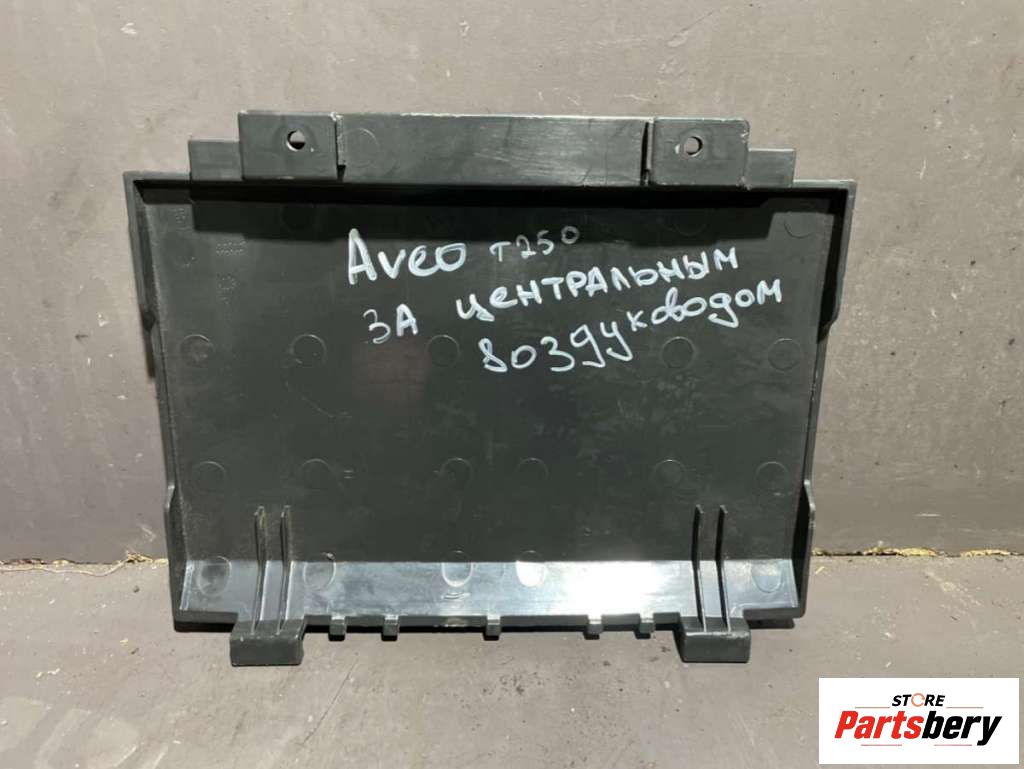 Aveo T250
ЗА ЦЕНТРАЛЬНЫМ
воздуховодом
STORE
Partsbery